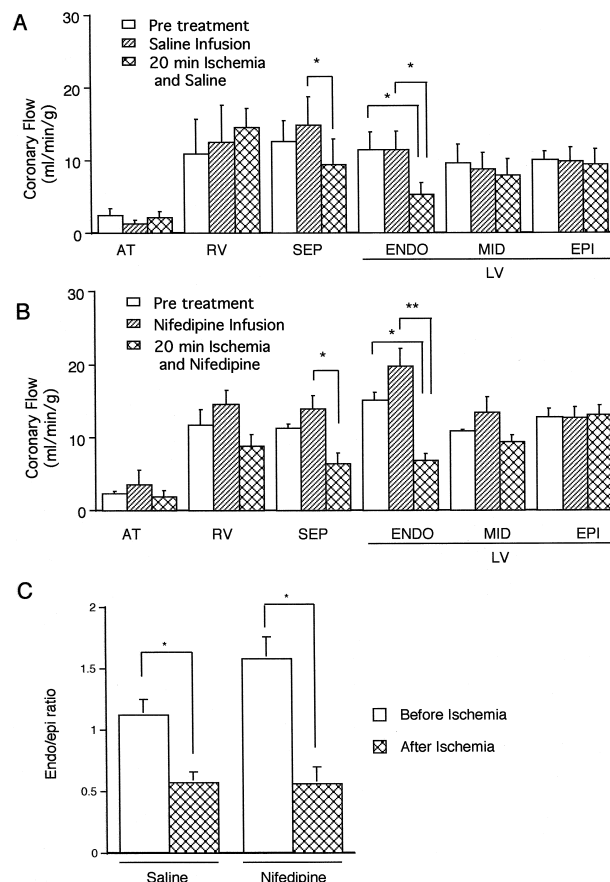 A
Pre treatment
Saline Infusion
20 min Ischemia
and Saline
Coronary Flow
(ml/min/g)
30
20
10
0
*
*
*
AT RV SEP ENDO MID EPI
LV
B
Pre treatment
Nifedipine Infusion
20 min Ischemia
and Nifedipine
Coronary Flow
(ml/min/g)
30
20
10
0
*
*
**
AT RV SEP ENDO MID EPI
LV
C
Endo/epi ratio
2
1.5
1
0.5
0
*
*
Before Ischemia
After Ischemia
Saline Nifedipine